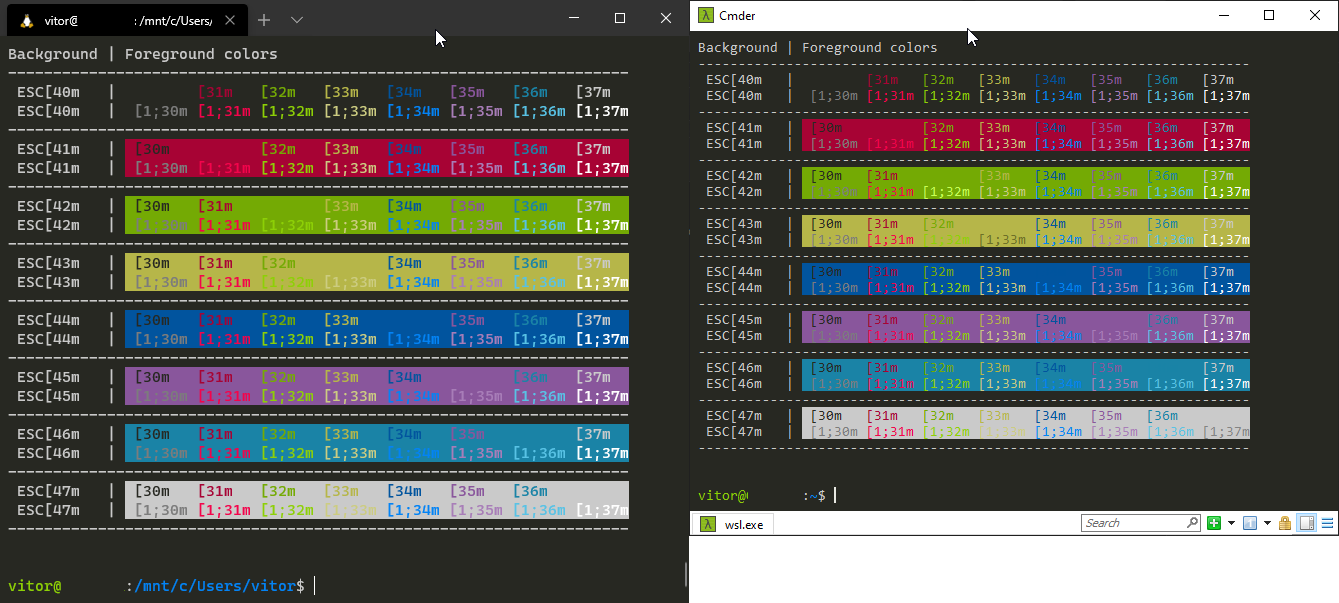 vitor@ :/mnt/c/Users/
Background | Foreground colors
---------------------------------------------------------------------
ESC[40m | [31m [32m [33m [34m [35m [36m [37m
ESC[40m | [1;30m [1;31m [1;32m [1;33m [1;34m [1;35m [1;36m [1;37m
---------------------------------------------------------------------
ESC[41m | [30m [32m [33m [34m [35m [36m [37m
ESC[41m | [1;30m [1;31m [1;32m [1;33m [1;34m [1;35m [1;36m [1;37m
---------------------------------------------------------------------
ESC[42m | [30m [31m [33m [34m [35m [36m [37m
ESC[42m | [1;30m [1;31m [1;32m [1;33m [1;34m [1;35m [1;36m [1;37m
---------------------------------------------------------------------
ESC[43m | [30m [31m [32m [34m [35m [36m [37m
ESC[43m | [1;30m [1;31m [1;32m [1;33m [1;34m [1;35m [1;36m [1;37m
---------------------------------------------------------------------
ESC[44m | [30m [31m [32m [33m [35m [36m [37m
ESC[44m | [1;30m [1;31m [1;32m [1;33m [1;34m [1;35m [1;36m [1;37m
---------------------------------------------------------------------
ESC[45m | [30m [31m [32m [33m [34m [36m [37m
ESC[45m | [1;30m [1;31m [1;32m [1;33m [1;34m [1;35m [1;36m [1;37m
---------------------------------------------------------------------
ESC[46m | [30m [31m [32m [33m [34m [35m [37m
ESC[46m | [1;30m [1;31m [1;32m [1;33m [1;34m [1;35m [1;36m [1;37m
---------------------------------------------------------------------
ESC[47m | [30m [31m [32m [33m [34m [35m [36m
ESC[47m | [1;30m [1;31m [1;32m [1;33m [1;34m [1;35m [1;36m [1;37m
---------------------------------------------------------------------
vitor@ :/mnt/c/Users/vitor$
λ Cmder
Background | Foreground colors
---------------------------------------------------------------------
ESC[40m | [31m [32m [33m [34m [35m [36m [37m
ESC[40m | [1;30m [1;31m [1;32m [1;33m [1;34m [1;35m [1;36m [1;37m
---------------------------------------------------------------------
ESC[41m | [30m [32m [33m [34m [35m [36m [37m
ESC[41m | [1;30m [1;31m [1;32m [1;33m [1;34m [1;35m [1;36m [1;37m
---------------------------------------------------------------------
ESC[42m | [30m [31m [33m [34m [35m [36m [37m
ESC[42m | [1;30m [1;31m [1;32m [1;33m [1;34m [1;35m [1;36m [1;37m
---------------------------------------------------------------------
ESC[43m | [30m [31m [32m [34m [35m [36m [37m
ESC[43m | [1;30m [1;31m [1;32m [1;33m [1;34m [1;35m [1;36m [1;37m
---------------------------------------------------------------------
ESC[44m | [30m [31m [32m [33m [35m [36m [37m
ESC[44m | [1;30m [1;31m [1;32m [1;33m [1;34m [1;35m [1;36m [1;37m
---------------------------------------------------------------------
ESC[45m | [30m [31m [32m [33m [34m [36m [37m
ESC[45m | [1;30m [1;31m [1;32m [1;33m [1;34m [1;35m [1;36m [1;37m
---------------------------------------------------------------------
ESC[46m | [30m [31m [32m [33m [34m [35m [37m
ESC[46m | [1;30m [1;31m [1;32m [1;33m [1;34m [1;35m [1;36m [1;37m
---------------------------------------------------------------------
ESC[47m | [30m [31m [32m [33m [34m [35m [36m
ESC[47m | [1;30m [1;31m [1;32m [1;33m [1;34m [1;35m [1;36m [1;37m
---------------------------------------------------------------------
vitor@ :~$
λ wsl.exe Search